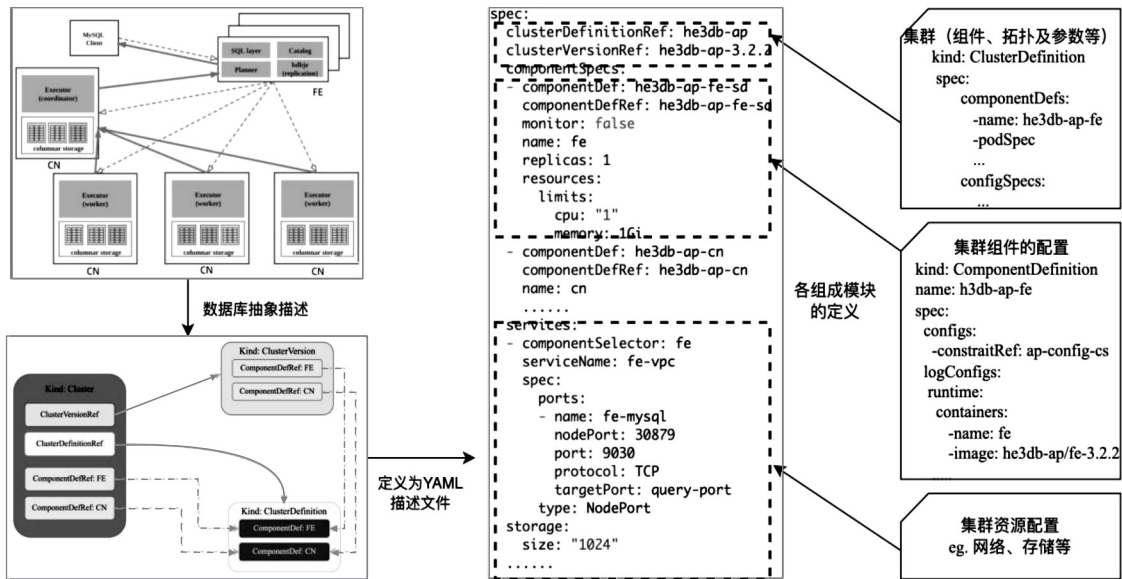 MySQL
Client
SQL layer
Catalog
Planner
bdbje
(replication)
FE
Executor
(coordinator)
columnar storage
CN
Executor
(worker)
columnar storage
CN
Executor
(worker)
columnar storage
CN
Executor
(worker)
columnar storage
CN
数据库抽象描述
Kind: Cluster
ClusterVersionRef
ClusterDefinitionRef
ComponentDefRef: FE
ComponentDefRef: CN
Kind: ClusterVersion
ComponentDefRef: FE
ComponentDefRef: CN
Kind: ClusterDefinition
ComponentDef: FE
ComponentDef: CN
定义为YAML
描述文件
spec:
clusterDefinitionRef: he3db-ap
clusterVersionRef: he3db-ap-3.2.2
componentSpecs:
- componentDef: he3db-ap-fe-sd
componentDefRef: he3db-ap-fe-sd
monitor: false
name: fe
replicas: 1
resources:
limits:
cpu: "1"
memory: 1Gi
- componentDef: he3db-ap-cn
componentDefRef: he3db-ap-cn
name: cn
......
services:
- componentSelector: fe
serviceName: fe-vpc
spec:
ports:
- name: fe-mysql
nodePort: 30879
port: 9030
protocol: TCP
targetPort: query-port
type: NodePort
storage:
size: "1024"
......
各组成模块
的定义
集群（组件、拓扑及参数等）
kind: ClusterDefinition
spec:
componentDefs:
-name: he3db-ap-fe
-podSpec
...
configSpecs:
...
集群组件的配置
kind: ComponentDefinition
name: h3db-ap-fe
spec:
configs:
-constraitRef: ap-config-cs
logConfigs:
runtime:
containers:
-name: fe
-image: he3db-ap/fe-3.2.2
.....
集群资源配置
eg. 网络、存储等